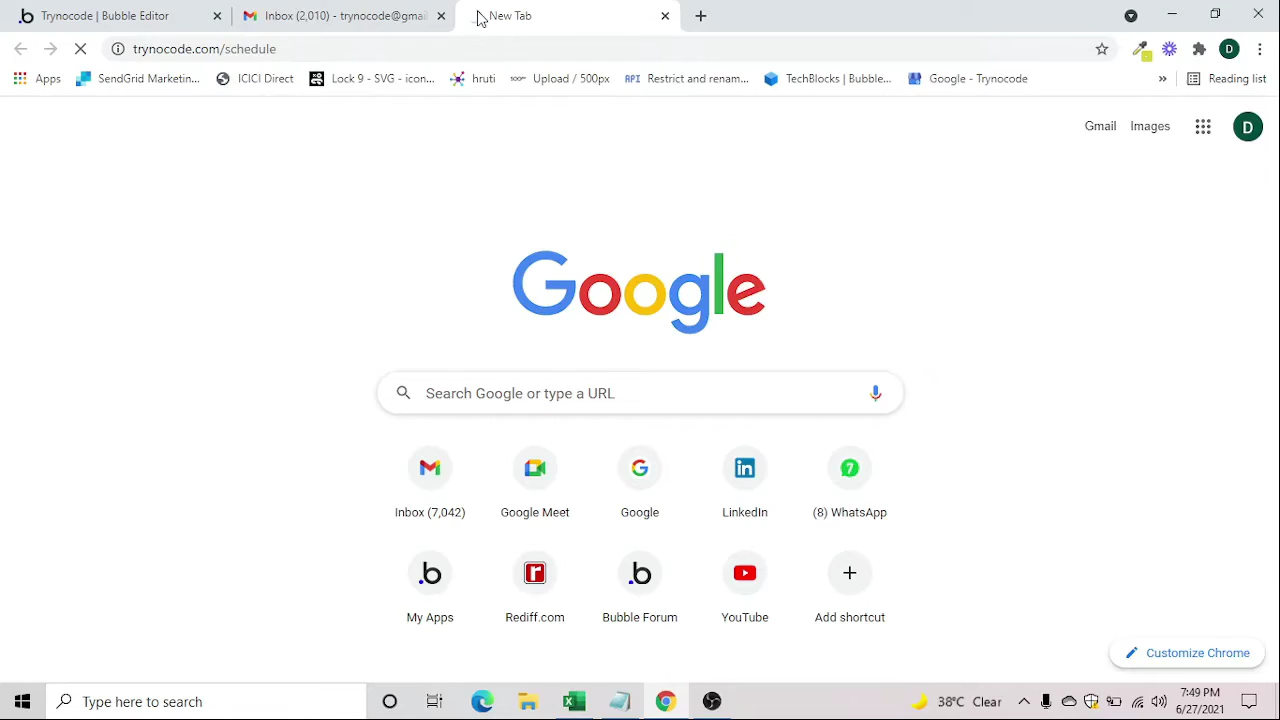 Trynocode | Bubble Editor
Inbox (2,010) - trynocode@gmai
New Tab
trynocode.com/schedule
Apps
SendGrid Marketin...
ICICI Direct
Lock 9 - SVG - icon...
hruti
Upload / 500px
API Restrict and renam...
TechBlocks | Bubble...
Google - Trynocode
»
Reading list
Gmail
Images
D
Google
Search Google or type a URL
Inbox (7,042)
Google Meet
Google
LinkedIn
(8) WhatsApp
My Apps
Rediff.com
Bubble Forum
YouTube
Add shortcut
Customize Chrome
Type here to search
38°C Clear
7:49 PM
6/27/2021